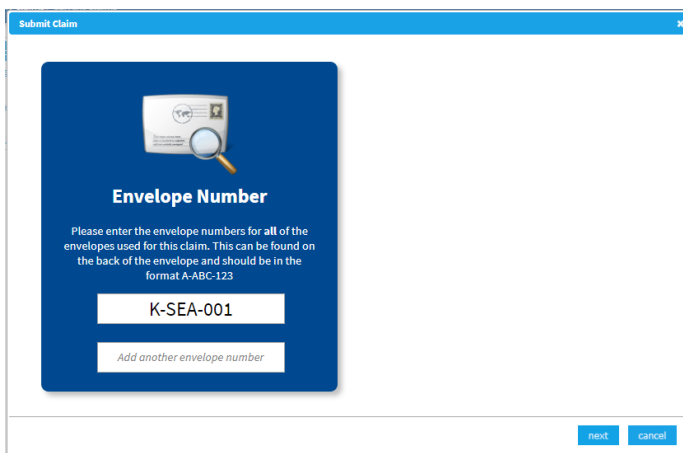 Submit Claim
Envelope Number
Please enter the envelope numbers for all of the
envelopes used for this claim. This can be found on
the back of the envelope and should be in the
format A-ABC-123
K-SEA-001
Add another envelope number
next cancel